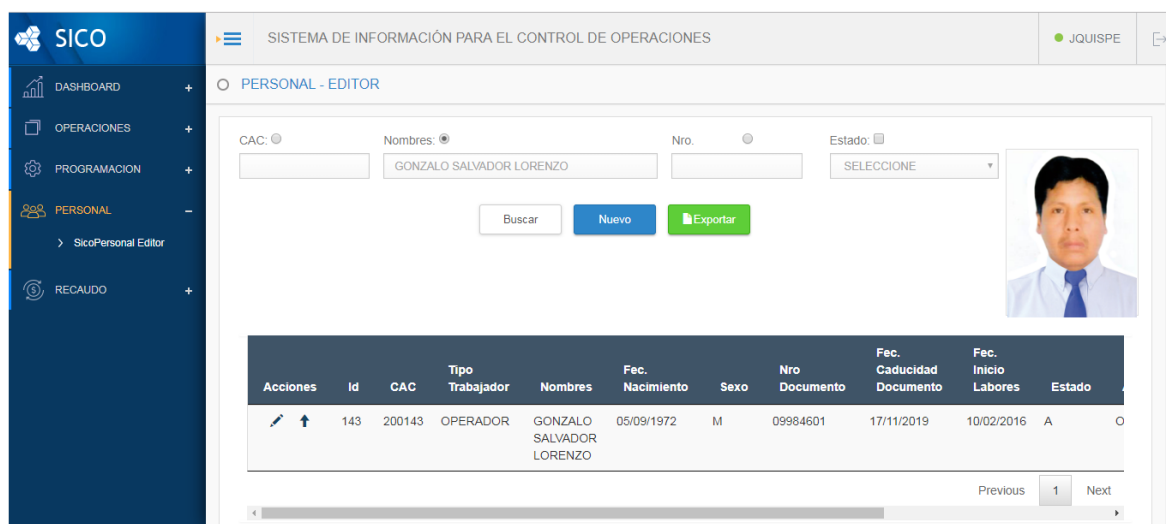 SICO
SISTEMA DE INFORMACIÓN PARA EL CONTROL DE OPERACIONES
JQUISPE
DASHBOARD +
OPERACIONES +
PROGRAMACION +
PERSONAL −
> SicoPersonal Editor
RECAUDO +
PERSONAL - EDITOR
CAC: Nombres: Nro. Estado:
GONZALO SALVADOR LORENZO SELECCIONE
Buscar Nuevo Exportar
Acciones Id CAC Tipo Trabajador Nombres Fec. Nacimiento Sexo Nro Documento Fec. Caducidad Documento Fec. Inicio Labores Estado
143 200143 OPERADOR GONZALO SALVADOR LORENZO 05/09/1972 M 09984601 17/11/2019 10/02/2016 A
Previous 1 Next